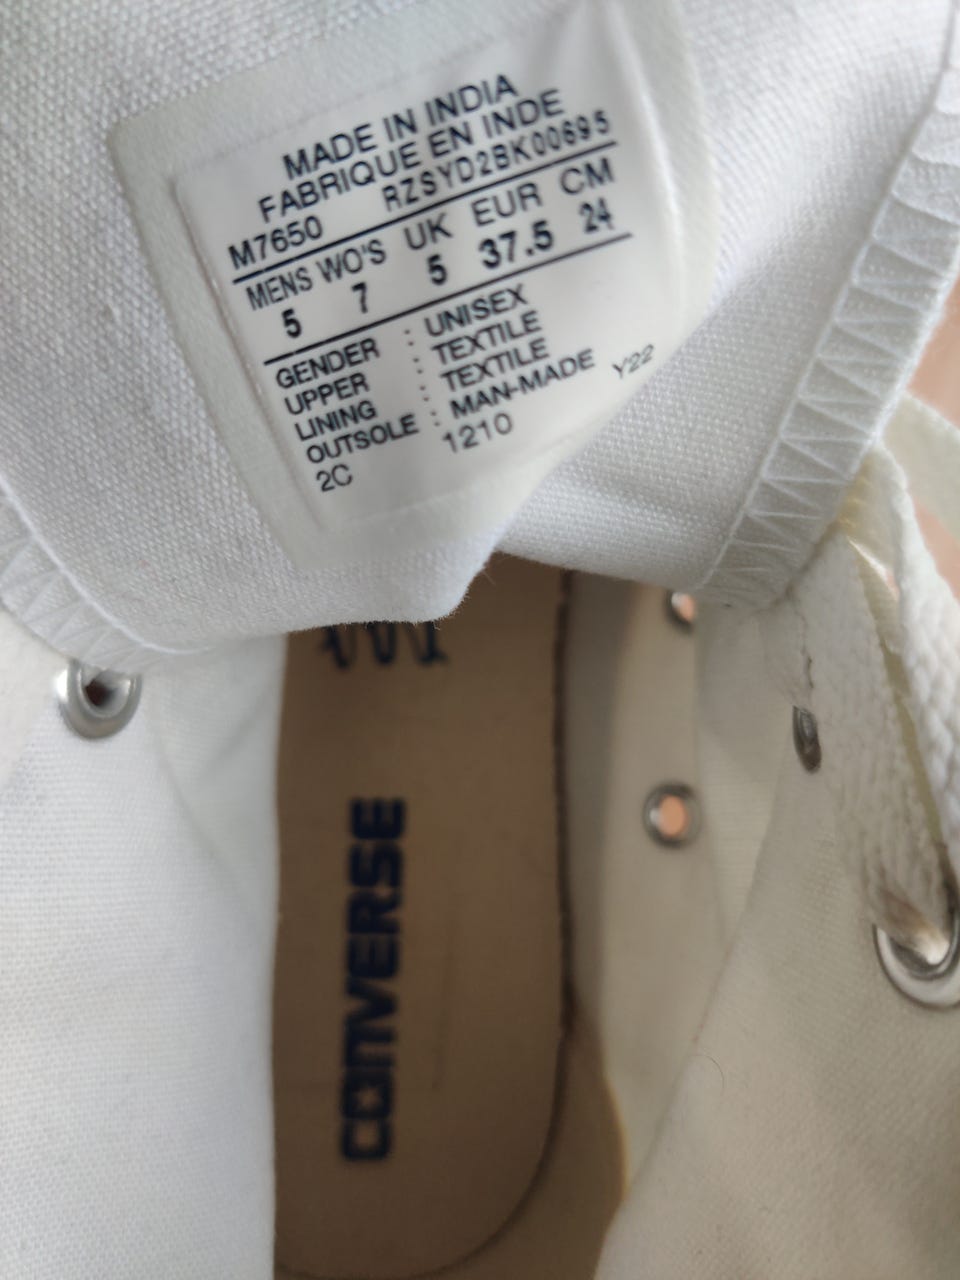 MADE IN INDIA
FABRIQUE EN INDE
M7650 RZSYD2BK00695
MENS WO'S UK EUR CM
5 7 5 37.5 24
GENDER : UNISEX
UPPER : TEXTILE
LINING : TEXTILE
OUTSOLE : MAN-MADE
2C 1210 Y22
CONVERSE